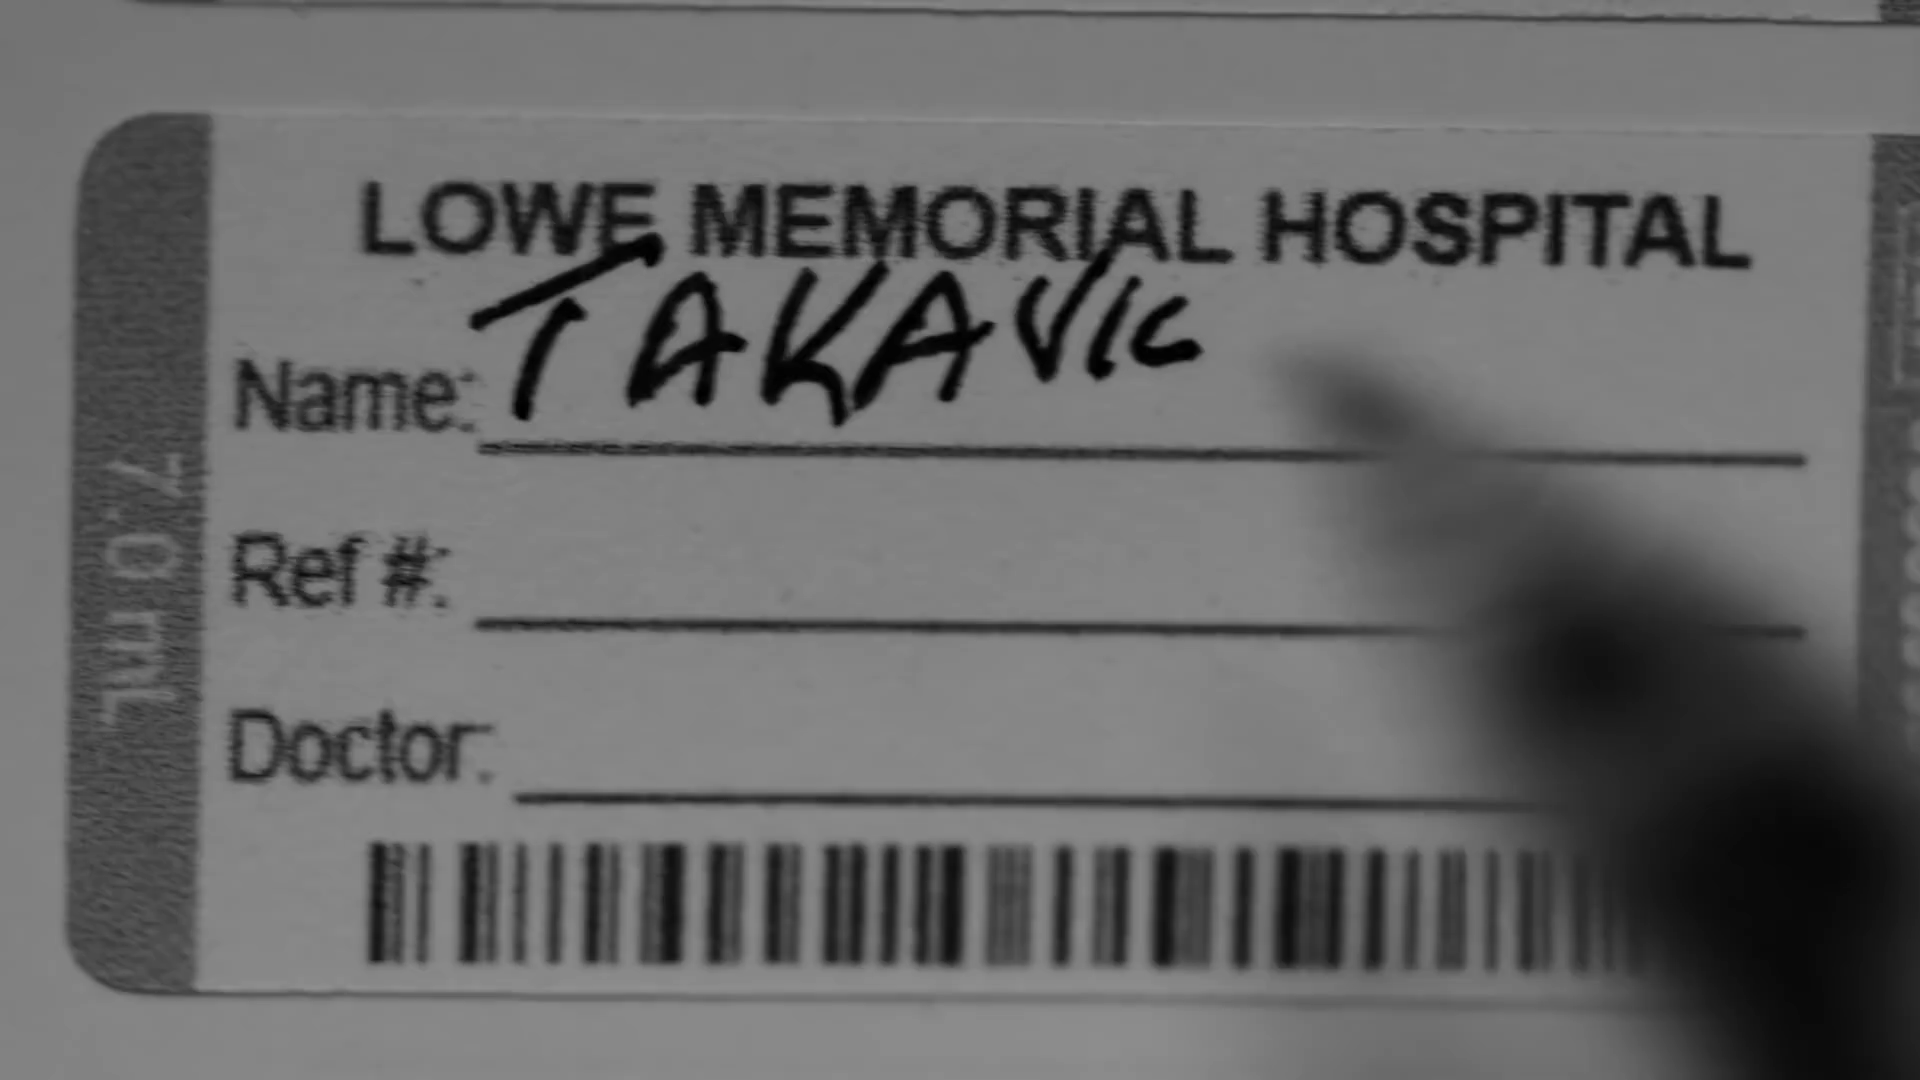 LOWE MEMORIAL HOSPITAL
Name: TAKAVIC
Ref #:
Doctor:
7.0 mL